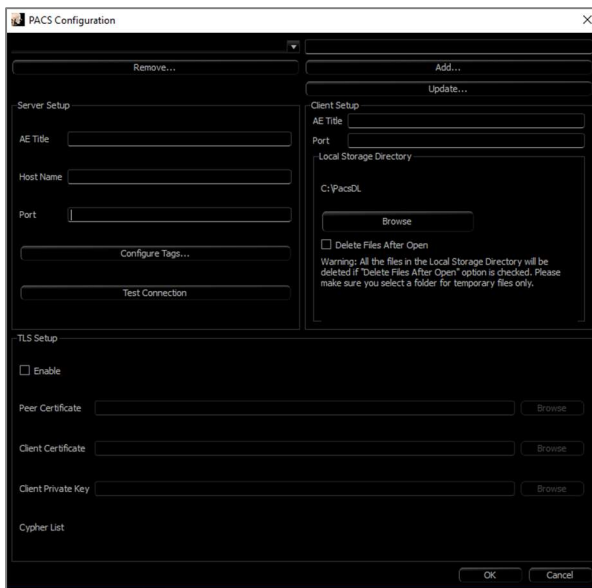 PACS Configuration
Remove...
Add...
Update...
Server Setup
AE Title
Host Name
Port
Configure Tags...
Test Connection
Client Setup
AE Title
Port
Local Storage Directory
C:\PacsDL
Browse
Delete Files After Open
Warning: All the files in the Local Storage Directory will be
deleted if "Delete Files After Open" option is checked. Please
make sure you select a folder for temporary files only.
TLS Setup
Enable
Peer Certificate
Browse
Client Certificate
Browse
Client Private Key
Browse
Cypher List
OK
Cancel